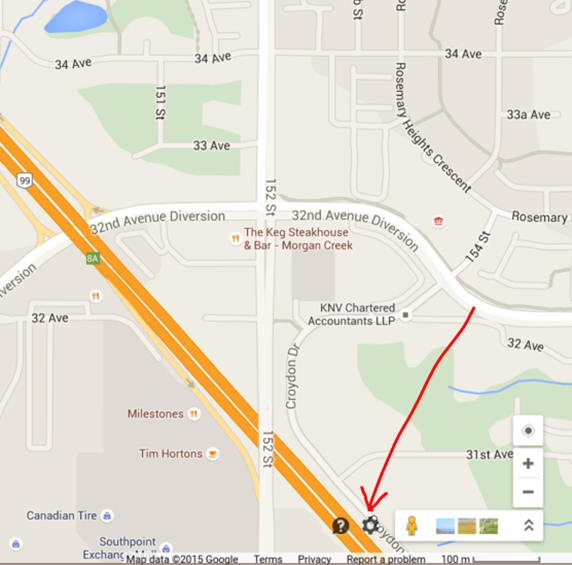 34 Ave
34 Ave
34 Ave
151 St
33 Ave
33a Ave
Rosemary Heights Crescent
99
152 St
32nd Avenue Diversion
32nd Avenue Diversion
Rosemary
The Keg Steakhouse
& Bar - Morgan Creek
154 St
8A
KNV Chartered
Accountants LLP
32 Ave
32 Ave
Croydon Dr
Milestones
152 St
Tim Hortons
31st Ave
Canadian Tire
Southpoint
Map data ©2015 Google
Terms
Privacy
Report a problem
100 m